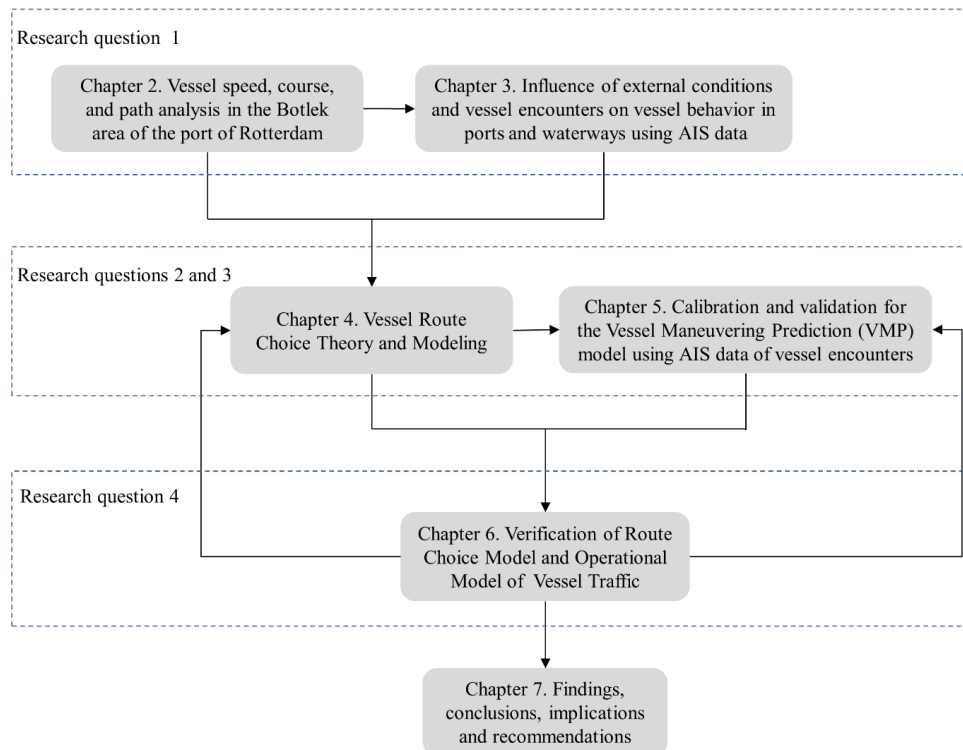 Research question 1
Chapter 2. Vessel speed, course,
and path analysis in the Botlek
area of the port of Rotterdam
Chapter 3. Influence of external conditions
and vessel encounters on vessel behavior in
ports and waterways using AIS data
Research questions 2 and 3
Chapter 4. Vessel Route
Choice Theory and Modeling
Chapter 5. Calibration and validation for
the Vessel Maneuvering Prediction (VMP)
model using AIS data of vessel encounters
Research question 4
Chapter 6. Verification of Route
Choice Model and Operational
Model of Vessel Traffic
Chapter 7. Findings,
conclusions, implications
and recommendations